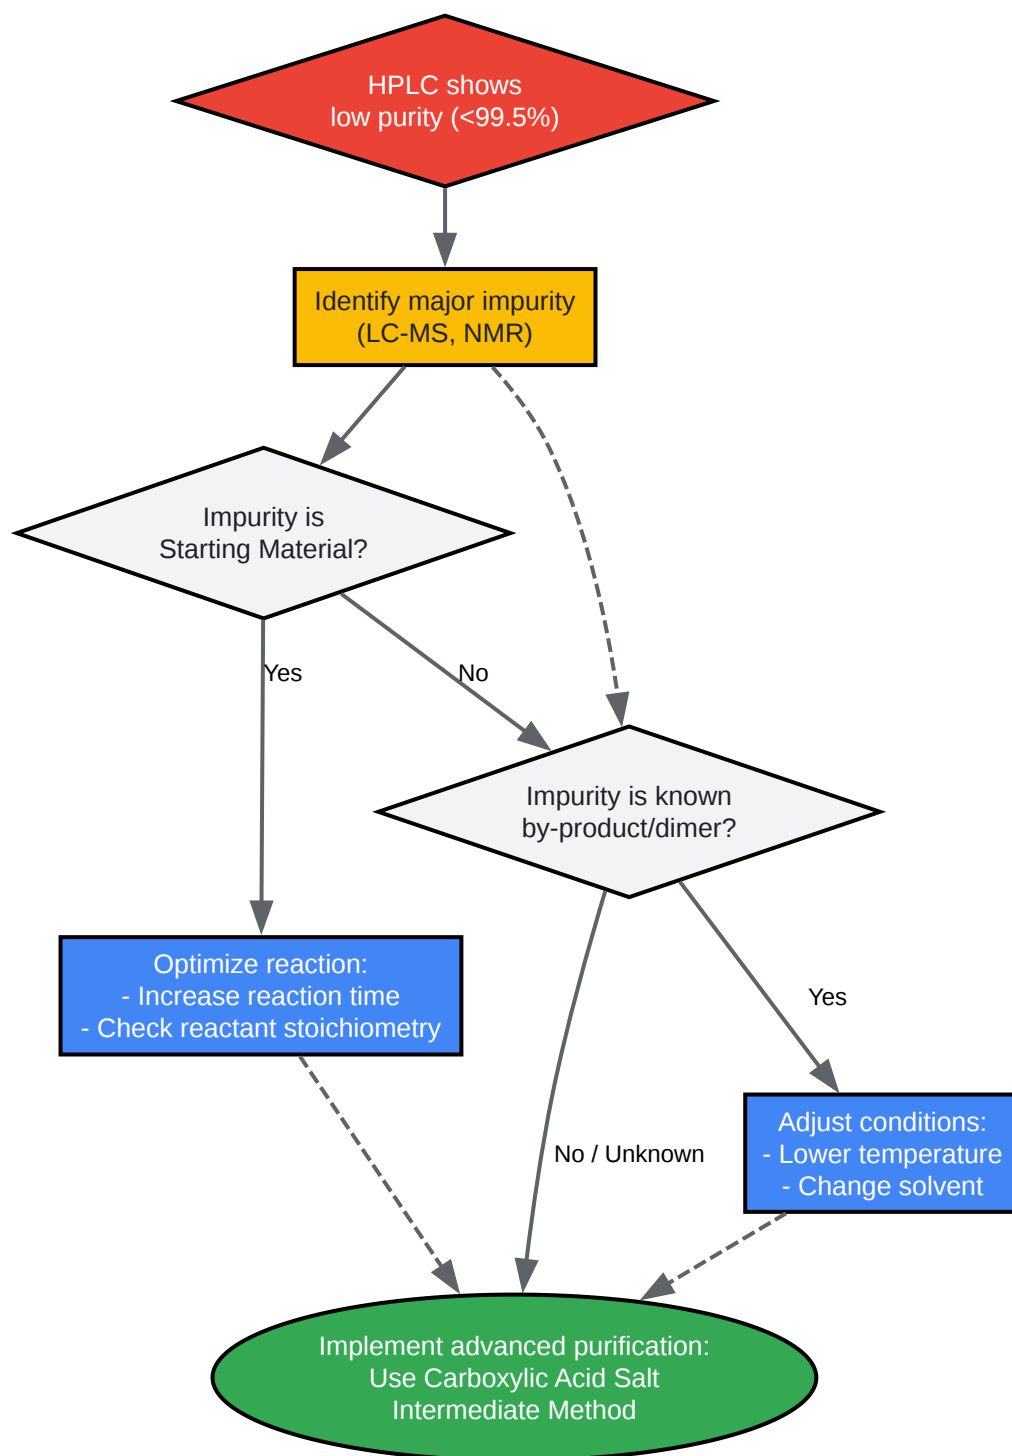 HPLC shows
low purity (<99.5%)
Identify major impurity
(LC-MS, NMR)
Impurity is
Starting Material?
Yes
No
Impurity is known
by-product/dimer?
Optimize reaction:
- Increase reaction time
- Check reactant stoichiometry
Yes
No / Unknown
Adjust conditions:
- Lower temperature
- Change solvent
Implement advanced purification:
Use Carboxylic Acid Salt
Intermediate Method